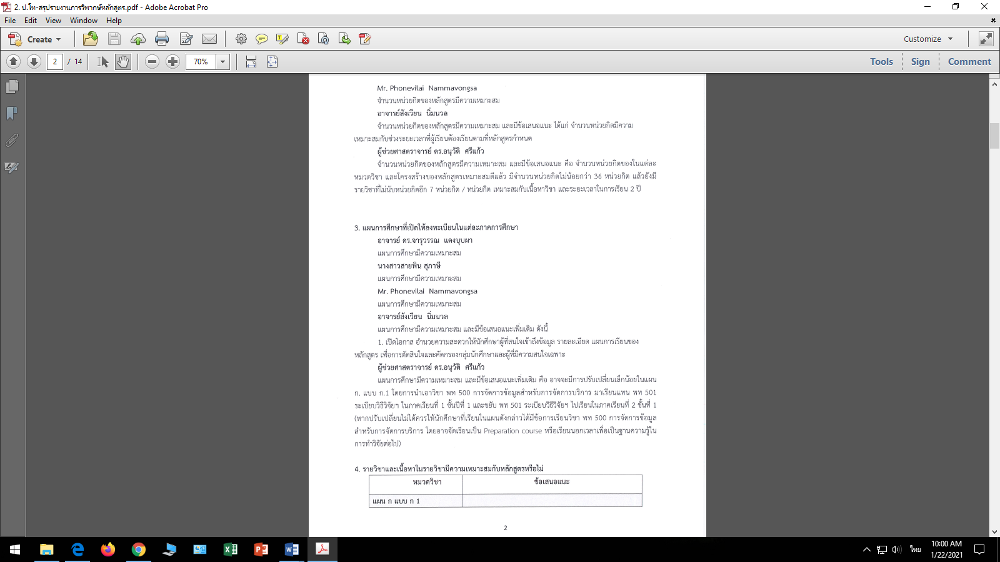 2. ป.โท-สรุปรายงานการวิพากษ์หลักสูตร.pdf - Adobe Acrobat Pro
File Edit View Window Help
Create
Customize
2 / 14
70%
Tools Sign Comment
Mr. Phonevilai Nammavongsa
จำนวนหน่วยกิตของหลักสูตรมีความเหมาะสม
อาจารย์สังเวียน นิ่มนวล
จำนวนหน่วยกิตของหลักสูตรมีความเหมาะสม และมีข้อเสนอแนะ ได้แก่ จำนวนหน่วยกิตมีความ
เหมาะสมกับช่วงระยะเวลาที่ผู้เรียนต้องเรียนตามที่หลักสูตรกำหนด
ผู้ช่วยศาสตราจารย์ ดร.อนุวัติ ศรีแก้ว
จำนวนหน่วยกิตของหลักสูตรมีความเหมาะสม และมีข้อเสนอแนะ คือ จำนวนหน่วยกิตของในแต่ละ
หมวดวิชา และโครงสร้างของหลักสูตรเหมาะสมดีแล้ว มีจำนวนหน่วยกิตไม่น้อยกว่า 36 หน่วยกิต แล้วยังมี
รายวิชาที่ไม่นับหน่วยกิตอีก 7 หน่วยกิต / หน่วยกิต เหมาะสมกับเนื้อหาวิชา และระยะเวลาในการเรียน 2 ปี
3. แผนการศึกษาที่เปิดให้ลงทะเบียนในแต่ละภาคการศึกษา
อาจารย์ ดร.จารุวรรณ แดงบุบผา
แผนการศึกษามีความเหมาะสม
นางสาวสายพิน สุภาษี
แผนการศึกษามีความเหมาะสม
Mr. Phonevilai Nammavongsa
แผนการศึกษามีความเหมาะสม
อาจารย์สังเวียน นิ่มนวล
แผนการศึกษามีความเหมาะสม และมีข้อเสนอแนะเพิ่มเติม ดังนี้
1. เปิดโอกาส อำนวยความสะดวกให้นักศึกษาผู้ที่สนใจเข้าถึงข้อมูล รายละเอียด แผนการเรียนของ
หลักสูตร เพื่อการตัดสินใจและคัดกรองกลุ่มนักศึกษาและผู้ที่มีความสนใจเฉพาะ
ผู้ช่วยศาสตราจารย์ ดร.อนุวัติ ศรีแก้ว
แผนการศึกษามีความเหมาะสม และมีข้อเสนอแนะเพิ่มเติม คือ อาจจะมีการปรับเปลี่ยนเล็กน้อยในแผน
ก. แบบ ก.1 โดยการนำเอาวิชา พท 500 การจัดการข้อมูลสำหรับการจัดการบริการ มาเรียนแทน พท 501
ระเบียบวิธีวิจัยฯ ในภาคเรียนที่ 1 ชั้นปีที่ 1 และขยับ พท 501 ระเบียบวิธีวิจัยฯ ไปเรียนในภาคเรียนที่ 2 ชั้นที่ 1
(หากปรับเปลี่ยนไม่ได้ควรให้นักศึกษาที่เรียนในแผนดังกล่าวได้มีข้อการเรียนวิชา พท 500 การจัดการข้อมูล
สำหรับการจัดการบริการ โดยอาจจัดเรียนเป็น Preparation course หรือเรียนนอกเวลาเพื่อเป็นฐานความรู้ใน
การทำวิจัยต่อไป)
4. รายวิชาและเนื้อหาในรายวิชามีความเหมาะสมกับหลักสูตรหรือไม่
หมวดวิชา ข้อเสนอแนะ
แผน ก แบบ ก 1
2
ไทย
10:00 AM
1/22/2021